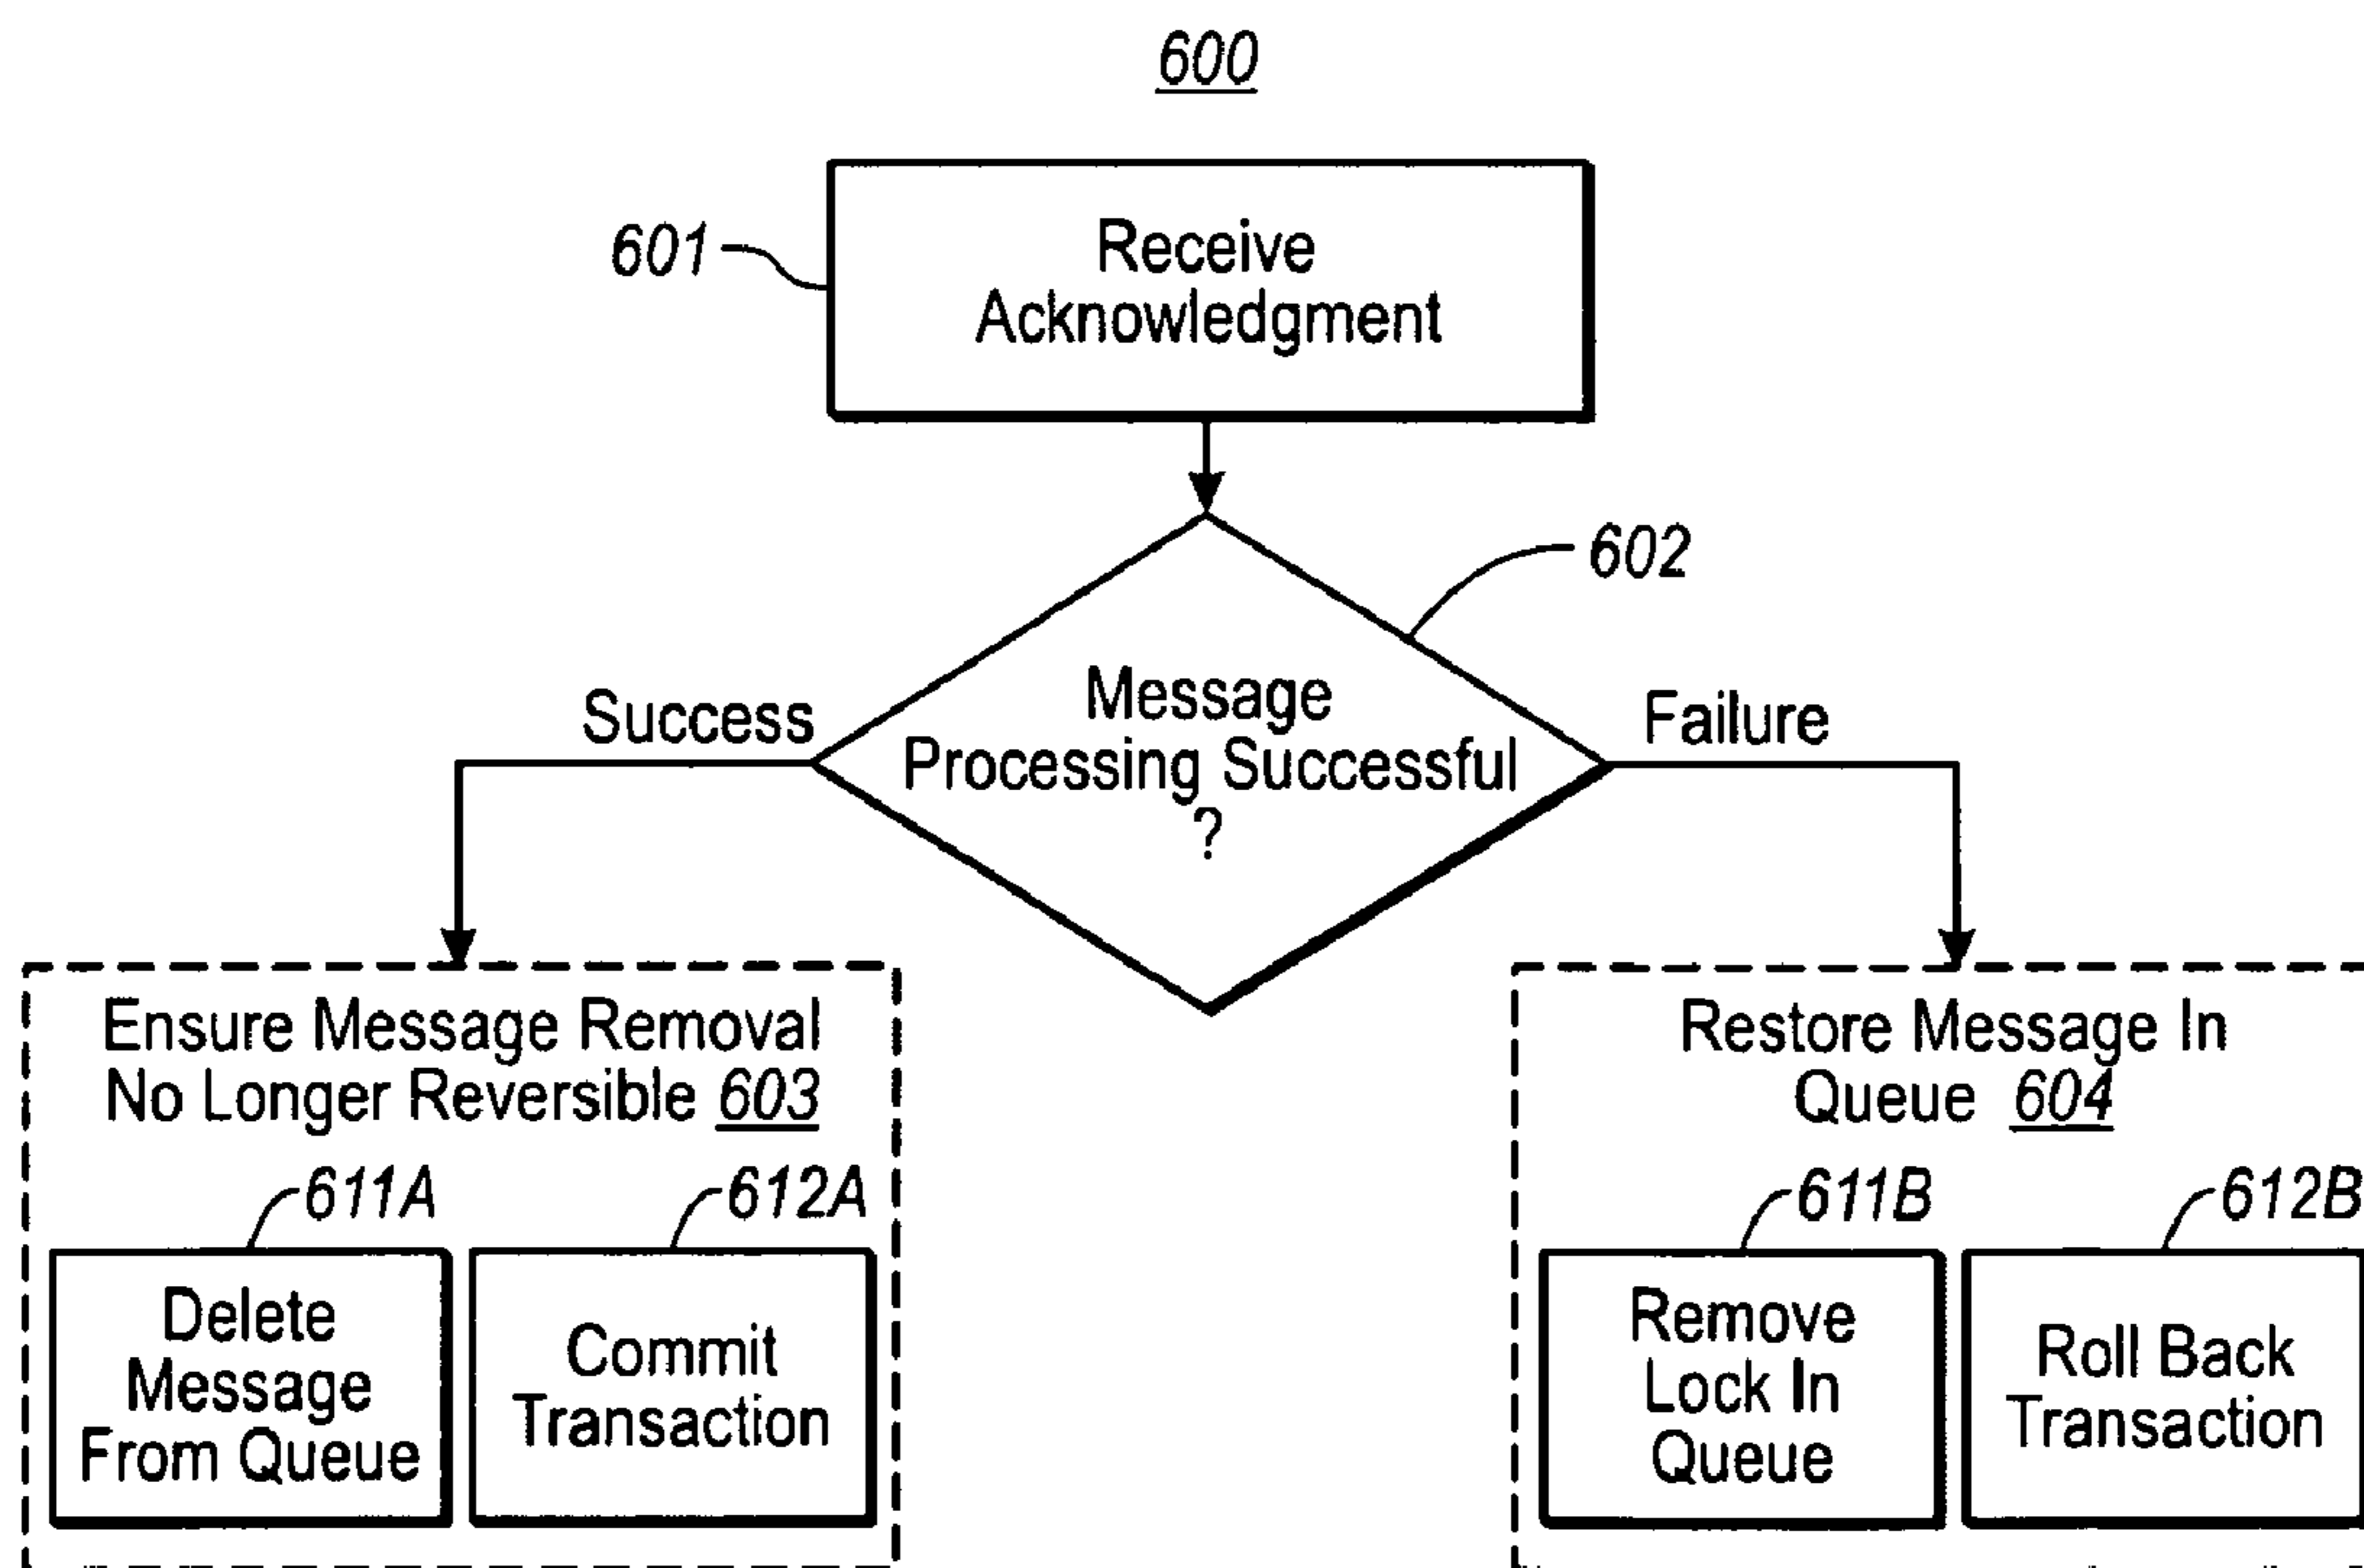 600
601
Receive
Acknowledgment
602
Message
Processing Successful
?
Success
Failure
Ensure Message Removal
No Longer Reversible 603
611A
612A
Delete
Message
From Queue
Commit
Transaction
Restore Message In
Queue 604
611B
612B
Remove
Lock In
Queue
Roll Back
Transaction